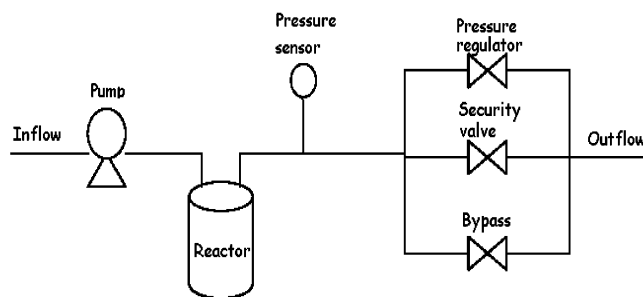 Pressure
sensor
Pressure
regulator
Pump
Security
valve
Inflow
Outflow
Bypass
Reactor